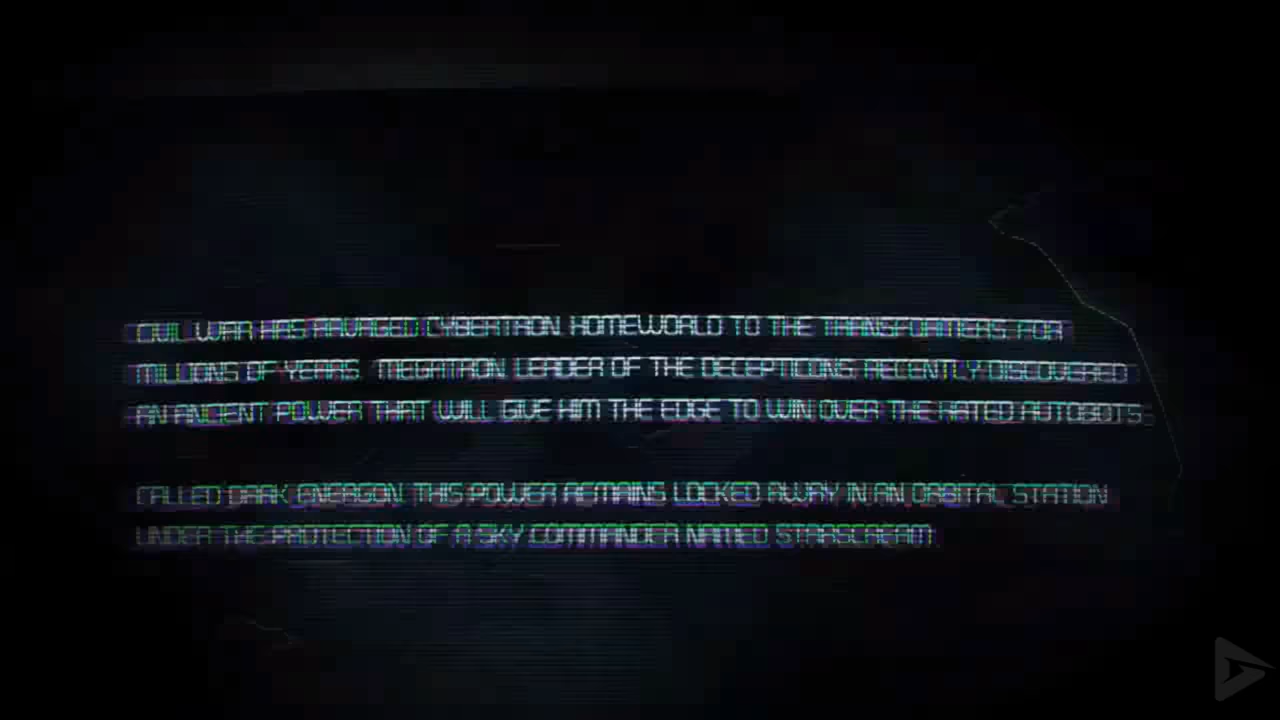 CIVIL WAR HAS RAVAGED CYBERTRON, HOMEWORLD TO THE TRANSFORMERS, FOR
MILLIONS OF YEARS. MEGATRON, LEADER OF THE DECEPTICONS, RECENTLY DISCOVERED
AN ANCIENT POWER THAT WILL GIVE HIM THE EDGE TO WIN OVER THE HATED AUTOBOTS.
CALLED DARK ENERGON, THIS POWER REMAINS LOCKED AWAY IN AN ORBITAL STATION
UNDER THE PROTECTION OF A SKY COMMANDER NAMED STARSCREAM.